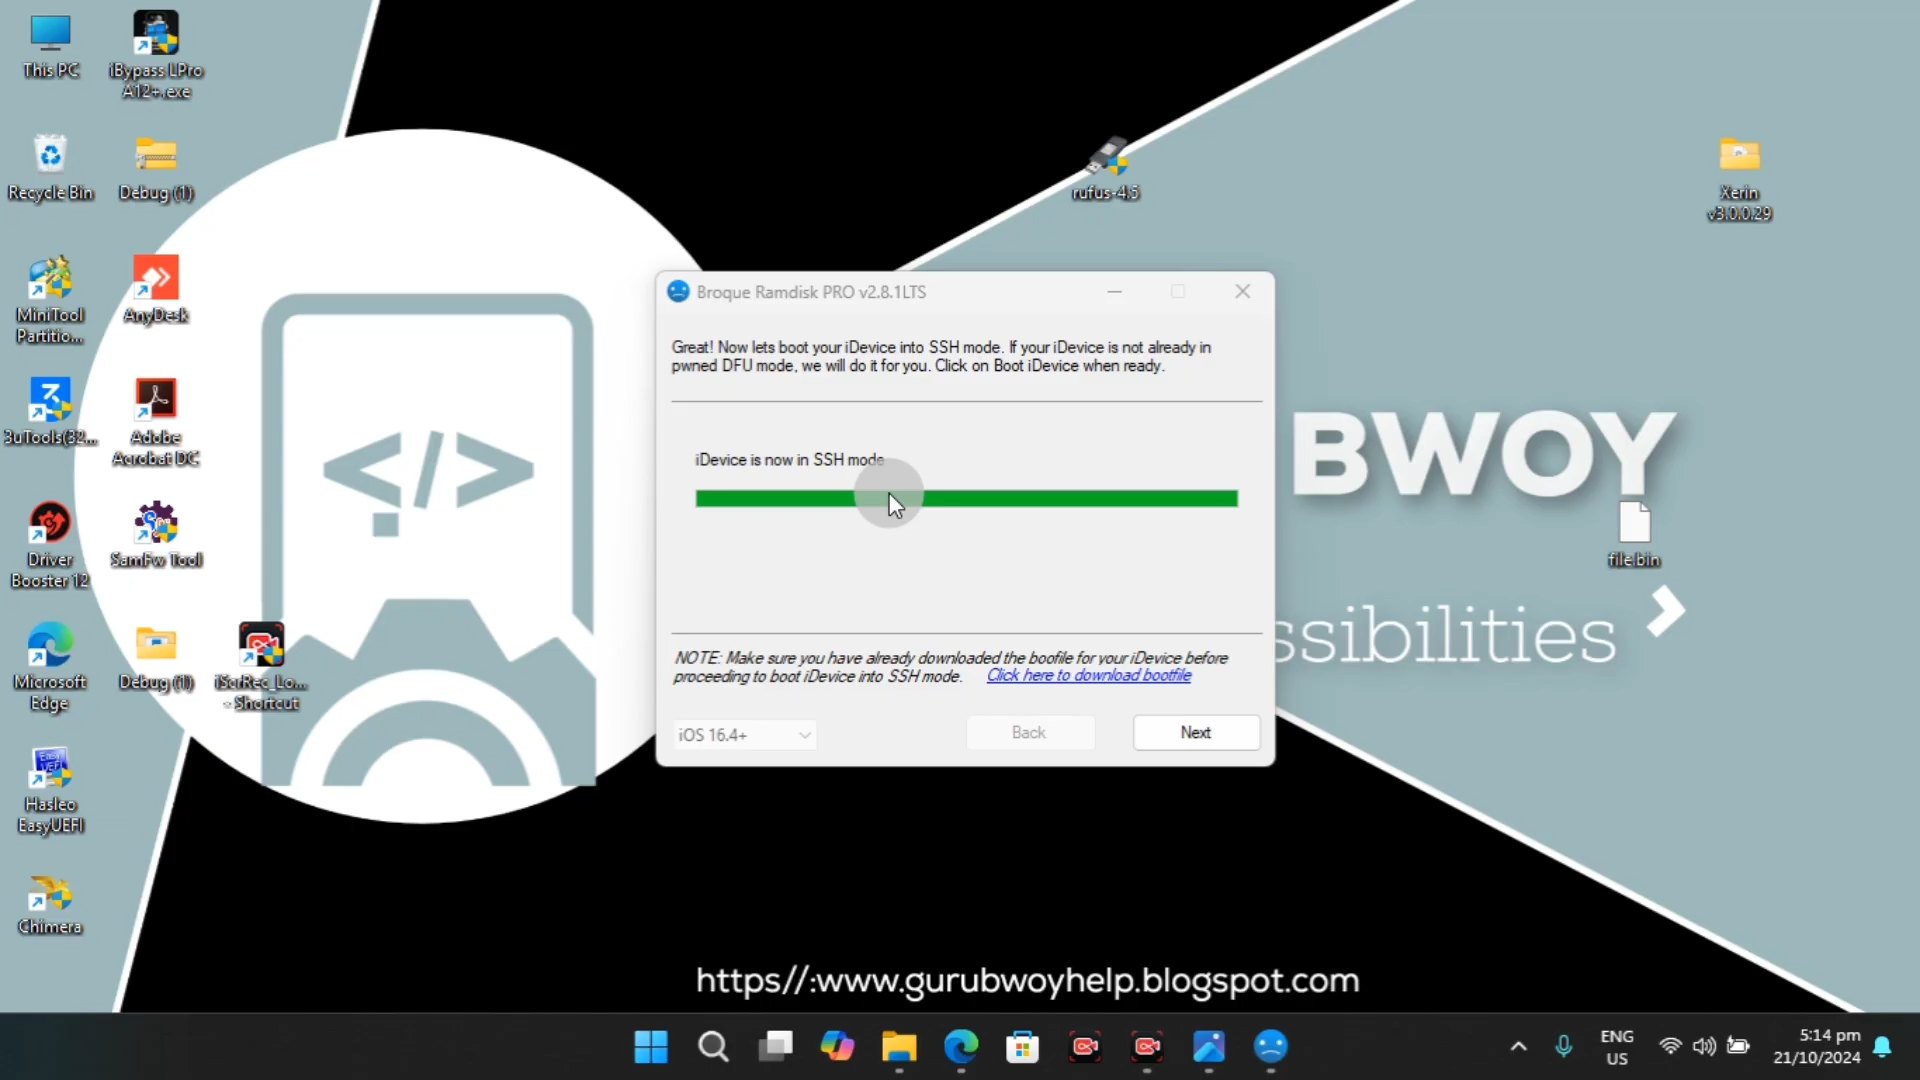 This PC
iBypass LPro
A12+.exe
Recycle Bin
Debug (1)
rufus-4.5
Xerin
v3.0.0.29
MiniTool
Partitio...
AnyDesk
Broque Ramdisk PRO v2.8.1LTS
Great! Now lets boot your iDevice into SSH mode. If your iDevice is not already in
pwned DFU mode, we will do it for you. Click on Boot iDevice when ready.
3uTools(32...
Adobe
Acrobat DC
BWOY
iDevice is now in SSH mode
Driver
Booster 12
SamFw Tool
file.bin
</>
ssibilities
Microsoft
Edge
Debug (1)
iScrRec_Lo...
- Shortcut
NOTE: Make sure you have already downloaded the boofile for your iDevice before
proceeding to boot iDevice into SSH mode. Click here to download bootfile
iOS 16.4+
Back
Next
Easy
UEFI
Hasleo
EasyUEFI
Chimera
https//:www.gurubwoyhelp.blogspot.com
ENG
US
5:14 pm
21/10/2024